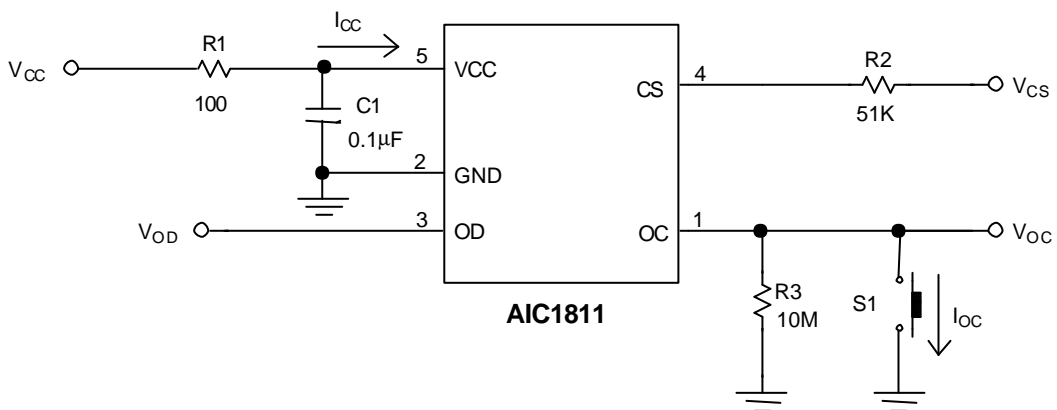 I_CC
R1
5
V_CC
VCC
100
C1
0.1µF
2
GND
V_OD
3
OD
CS
4
R2
51K
V_CS
OC
1
V_OC
R3
10M
S1
I_OC
AIC1811